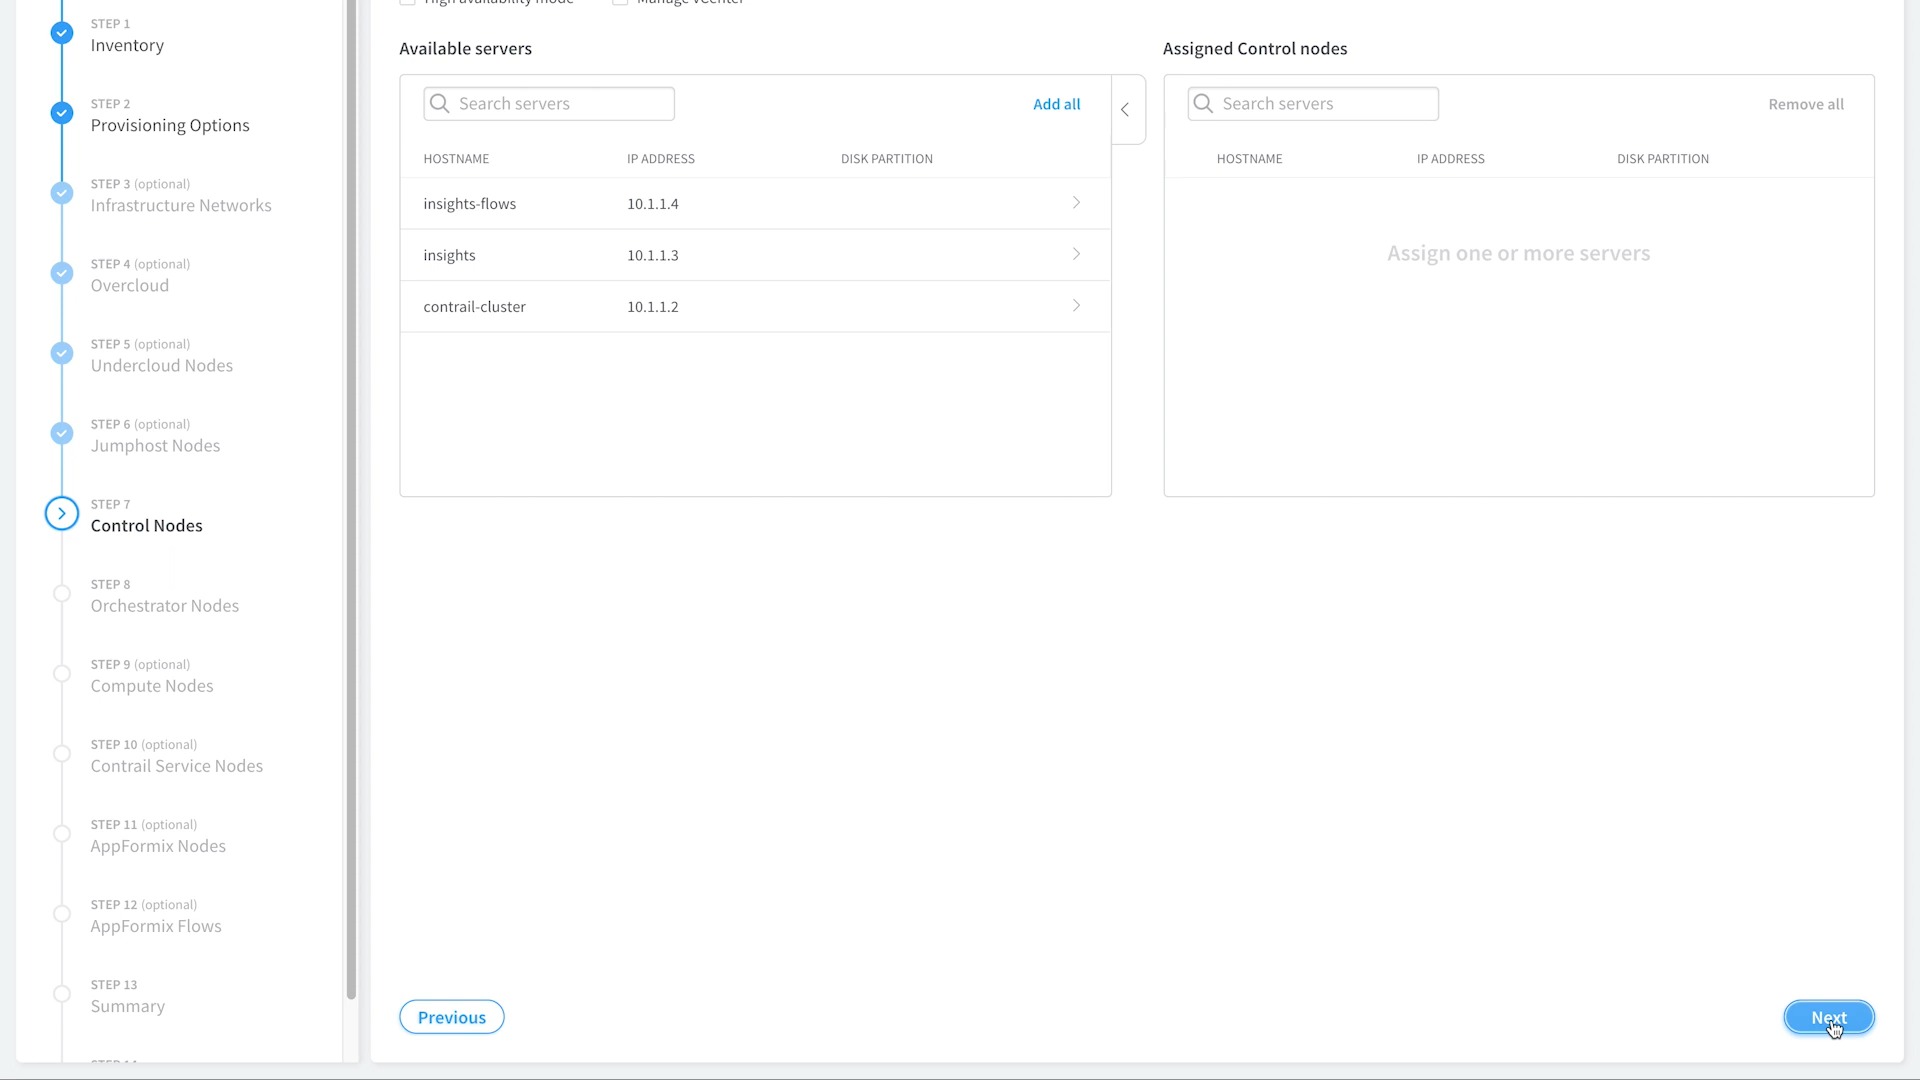 STEP 1
Inventory
STEP 2
Provisioning Options
STEP 3 (optional)
Infrastructure Networks
STEP 4 (optional)
Overcloud
STEP 5 (optional)
Undercloud Nodes
STEP 6 (optional)
Jumphost Nodes
STEP 7
Control Nodes
STEP 8
Orchestrator Nodes
STEP 9 (optional)
Compute Nodes
STEP 10 (optional)
Contrail Service Nodes
STEP 11 (optional)
AppFormix Nodes
STEP 12 (optional)
AppFormix Flows
STEP 13
Summary
High availability mode Manage vCenter
Available servers
Search servers Add all
HOSTNAME IP ADDRESS DISK PARTITION
insights-flows 10.1.1.4
insights 10.1.1.3
contrail-cluster 10.1.1.2
Assigned Control nodes
Search servers Remove all
HOSTNAME IP ADDRESS DISK PARTITION
Assign one or more servers
Previous
Next